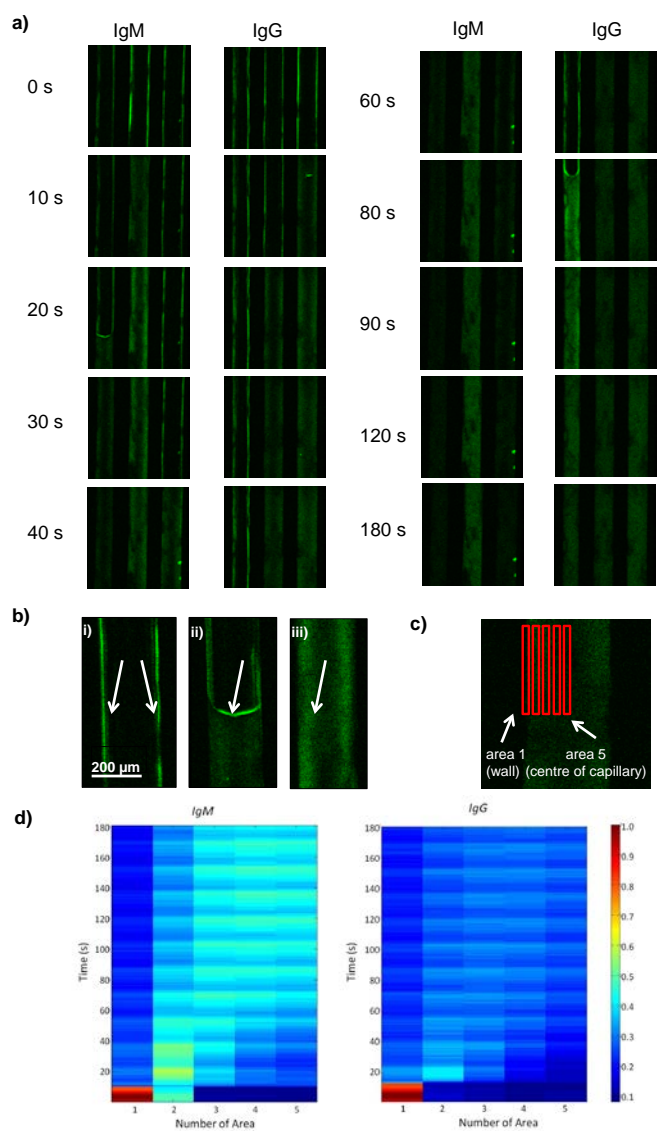 a)
IgM IgG IgM IgG
0 s 60 s
10 s 80 s
20 s 90 s
30 s 120 s
40 s 180 s
b) i) ii) iii) c)
200 µm
area 1 area 5
(wall) (centre of capillary)
d)
IgM IgG
180 180 1.0
160 160 0.9
140 140 0.8
120 120 0.7
100 100 0.6
80 80 0.5
60 60 0.4
40 40 0.3
20 20 0.2
0.1
Time (s) Time (s)
1 2 3 4 5 1 2 3 4 5
Number of Area Number of Area